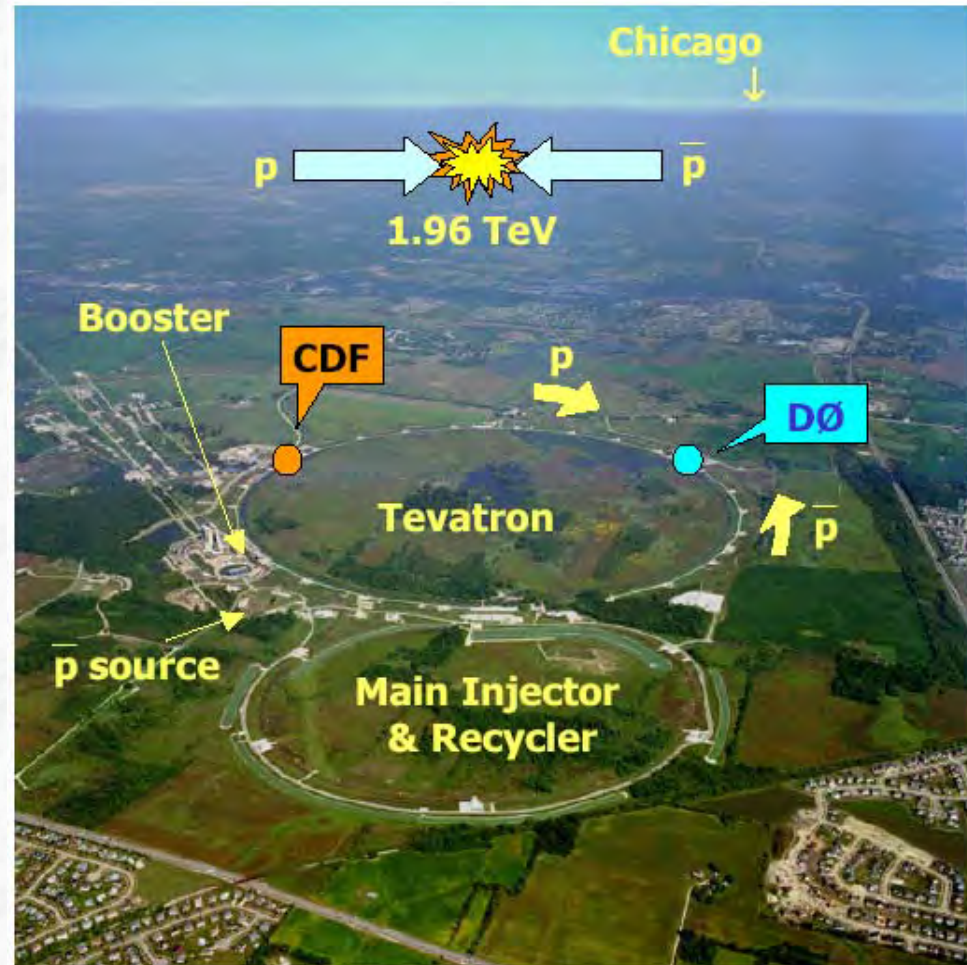 Chicago
↓
p p̅
1.96 TeV
Booster
CDF
p
DØ
Tevatron
p̅
p̅ source
Main Injector
& Recycler